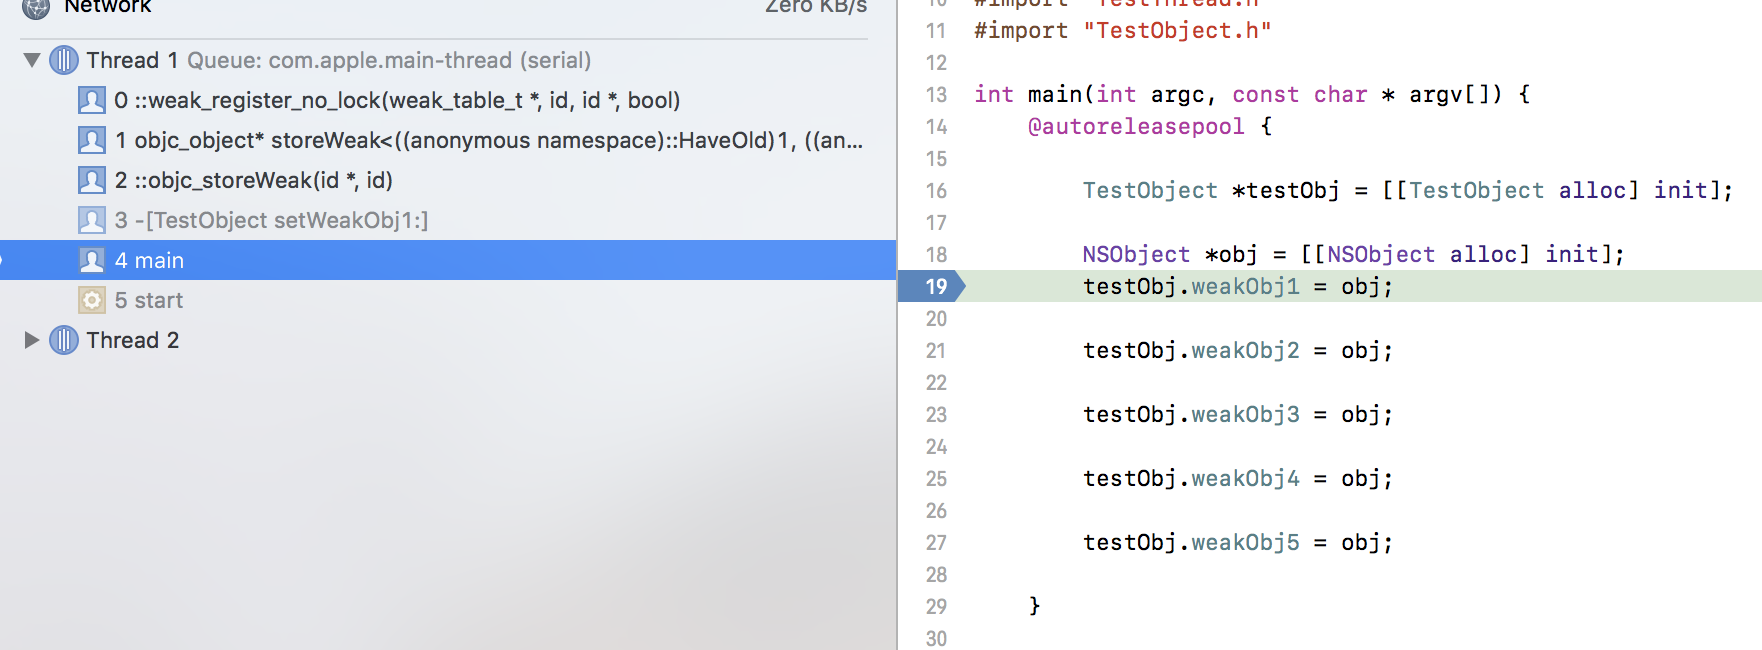 Network
Zero KB/s
Thread 1 Queue: com.apple.main-thread (serial)
0 ::weak_register_no_lock(weak_table_t *, id, id *, bool)
1 objc_object* storeWeak<((anonymous namespace)::HaveOld)1, ((an...
2 ::objc_storeWeak(id *, id)
3 -[TestObject setWeakObj1:]
4 main
5 start
Thread 2
10 #import "TestThread.h"
11 #import "TestObject.h"
12
13 int main(int argc, const char * argv[]) {
14 @autoreleasepool {
15
16 TestObject *testObj = [[TestObject alloc] init];
17
18 NSObject *obj = [[NSObject alloc] init];
19 testObj.weakObj1 = obj;
20
21 testObj.weakObj2 = obj;
22
23 testObj.weakObj3 = obj;
24
25 testObj.weakObj4 = obj;
26
27 testObj.weakObj5 = obj;
28
29 }
30